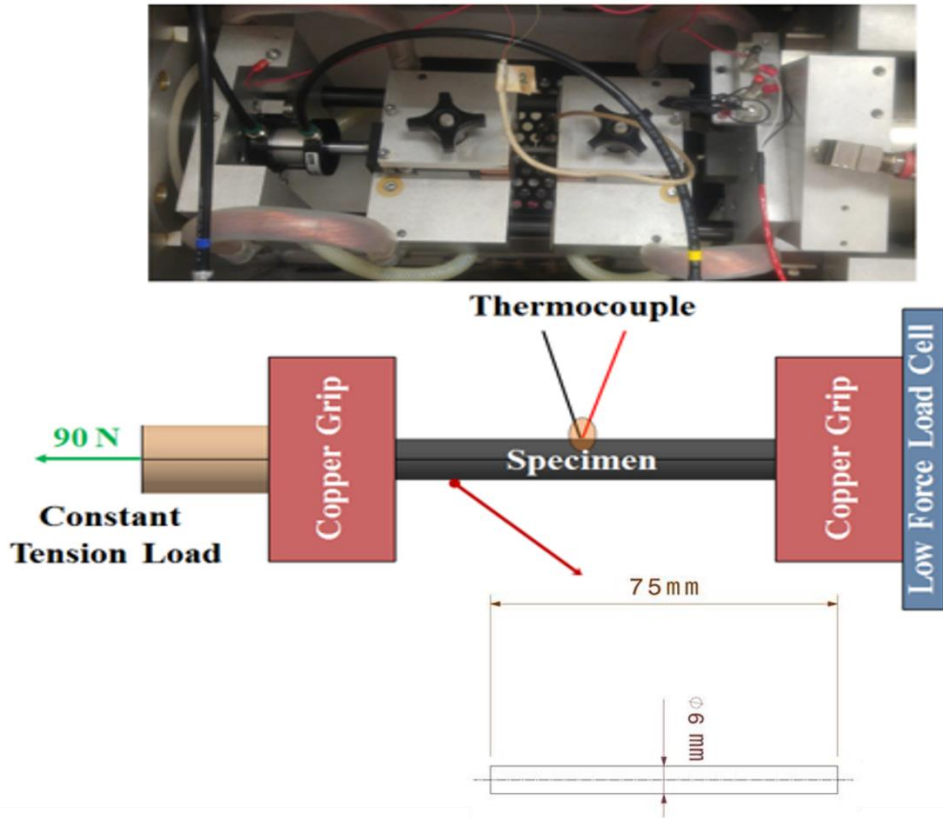 Thermocouple
90 N
Constant
Tension Load
Copper Grip
Specimen
Copper Grip
Low Force Load Cell
75mm
∅6 mm